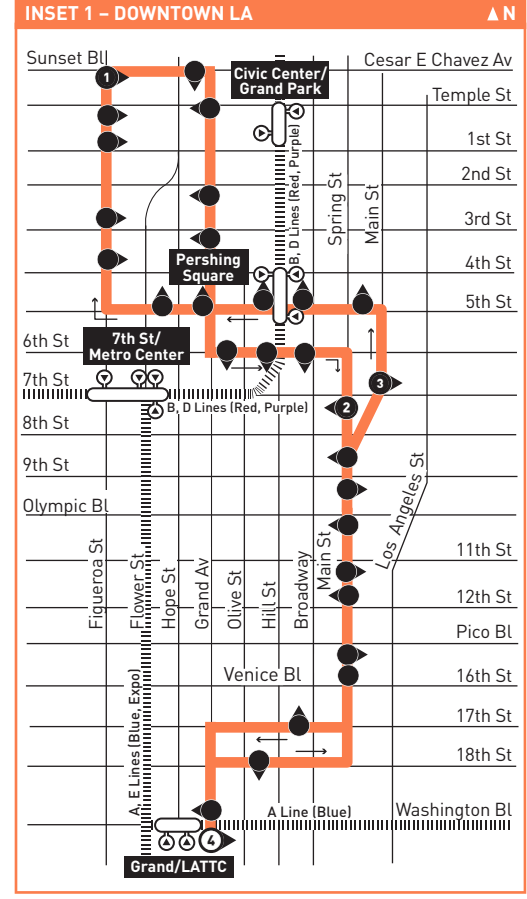 INSET 1 – DOWNTOWN LA
N
Sunset Bl
Cesar E Chavez Av
1
Civic Center/
Grand Park
Temple St
1st St
2nd St
3rd St
4th St
5th St
B, D Lines (Red, Purple)
Spring St
Main St
Pershing
Square
6th St
7th St/
Metro Center
7th St
B, D Lines (Red, Purple)
3
2
8th St
9th St
Olympic Bl
Los Angeles St
11th St
12th St
Pico Bl
16th St
17th St
18th St
Figueroa St
Flower St
Hope St
Grand Av
Olive St
Hill St
Broadway
Main St
Venice Bl
A, E Lines (Blue, Expo)
A Line (Blue)
Washington Bl
4
Grand/LATTC